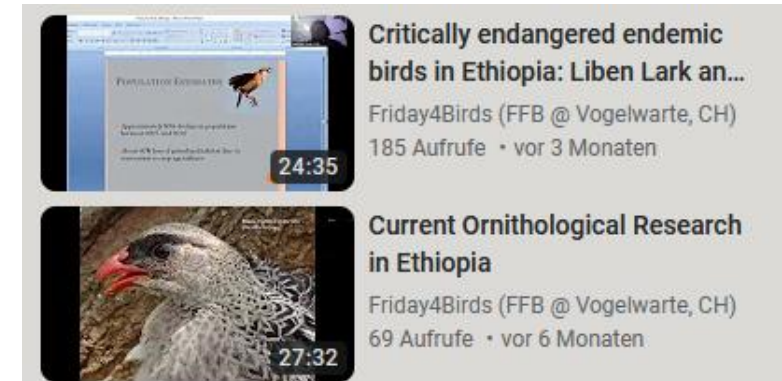 POPULATION ESTIMATES
24:35
Critically endangered endemic
birds in Ethiopia: Liben Lark an...
Friday4Birds (FFB @ Vogelwarte, CH)
185 Aufrufe • vor 3 Monaten
27:32
Current Ornithological Research
in Ethiopia
Friday4Birds (FFB @ Vogelwarte, CH)
69 Aufrufe • vor 6 Monaten